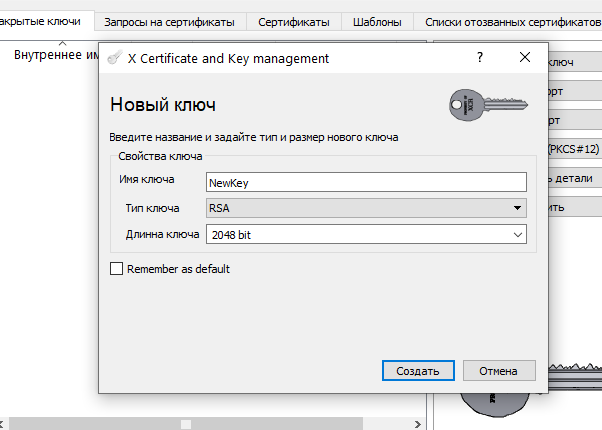 акрытые ключи Запросы на сертификаты Сертификаты Шаблоны Списки отозванных сертификатов
Внутреннее им
X Certificate and Key management ?
Новый ключ
Введите название и задайте тип и размер нового ключа
Свойства ключа
Имя ключа NewKey
Тип ключа RSA
Длинна ключа 2048 bit
Remember as default
Создать Отмена
ключ
орт
рт
(PKCS#12)
ь детали
ить